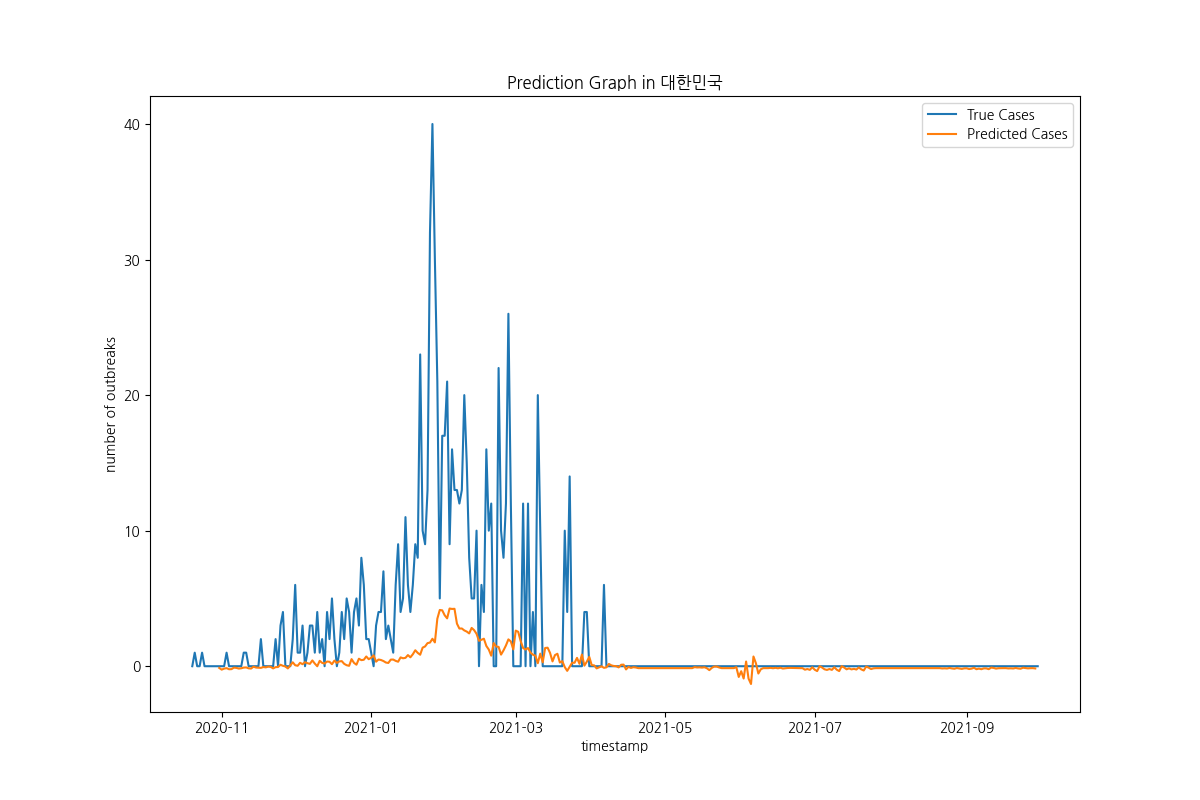 Prediction Graph in 대한민국
True Cases
Predicted Cases
number of outbreaks
40
30
20
10
0
2020-11
2021-01
2021-03
2021-05
2021-07
2021-09
timestamp